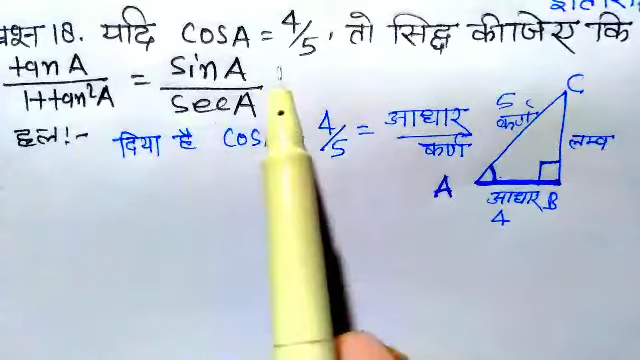 प्रश्न 18. यदि COSA = 4/5, तो सिद्ध कीजिए कि
tanA / 1+tan²A = sinA / secA
हल!- दिया है COS 4/5 = आधार / कर्ण
C
5
कर्ण
लम्ब
A
आधार B
4